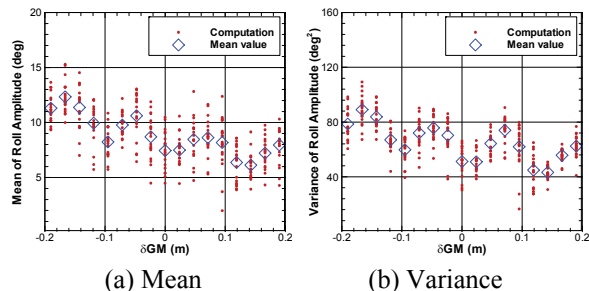 20
15
10
5
Mean of Roll Amplitude (deg)
Computation
Mean value
-0.2
-0.1
0
0.1
0.2
δGM (m)
(a) Mean
160
120
80
40
Variance of Roll Amplitude (deg²)
Computation
Mean value
-0.2
-0.1
0
0.1
0.2
δGM (m)
(b) Variance